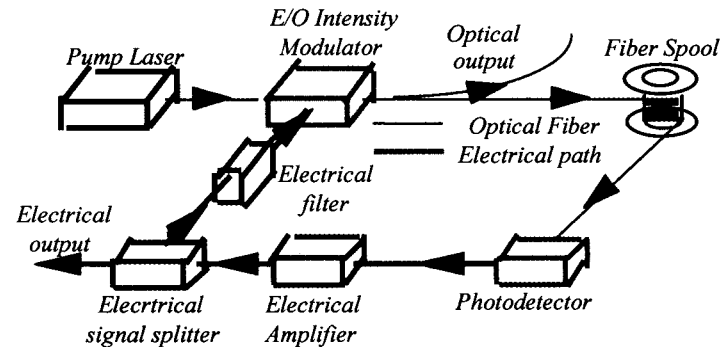 E/O Intensity
Modulator
Pump Laser
Optical
output
Fiber Spool
Optical Fiber
Electrical path
Electrical
filter
Electrical
output
Elecrtrical
signal splitter
Electrical
Amplifier
Photodetector